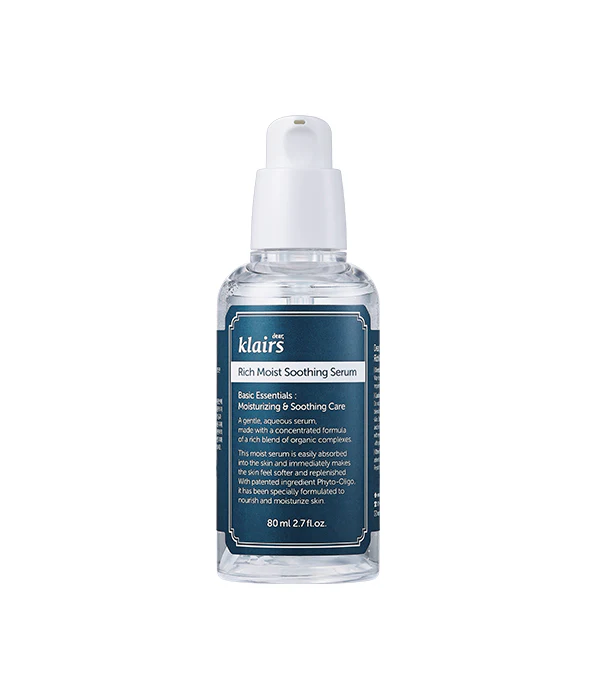 dear,
klairs
Rich Moist Soothing Serum
Basic Essentials :
Moisturizing & Soothing Care
A gentle, aqueous serum,
made with a concentrated formula
of a rich blend of organic complexes.
This moist serum is easily absorbed
into the skin and immediately makes
the skin feel softer and replenished.
With patented ingredient Phyto-Oligo,
it has been specially formulated to
nourish and moisturize skin.
80 ml 2.7 fl.oz.